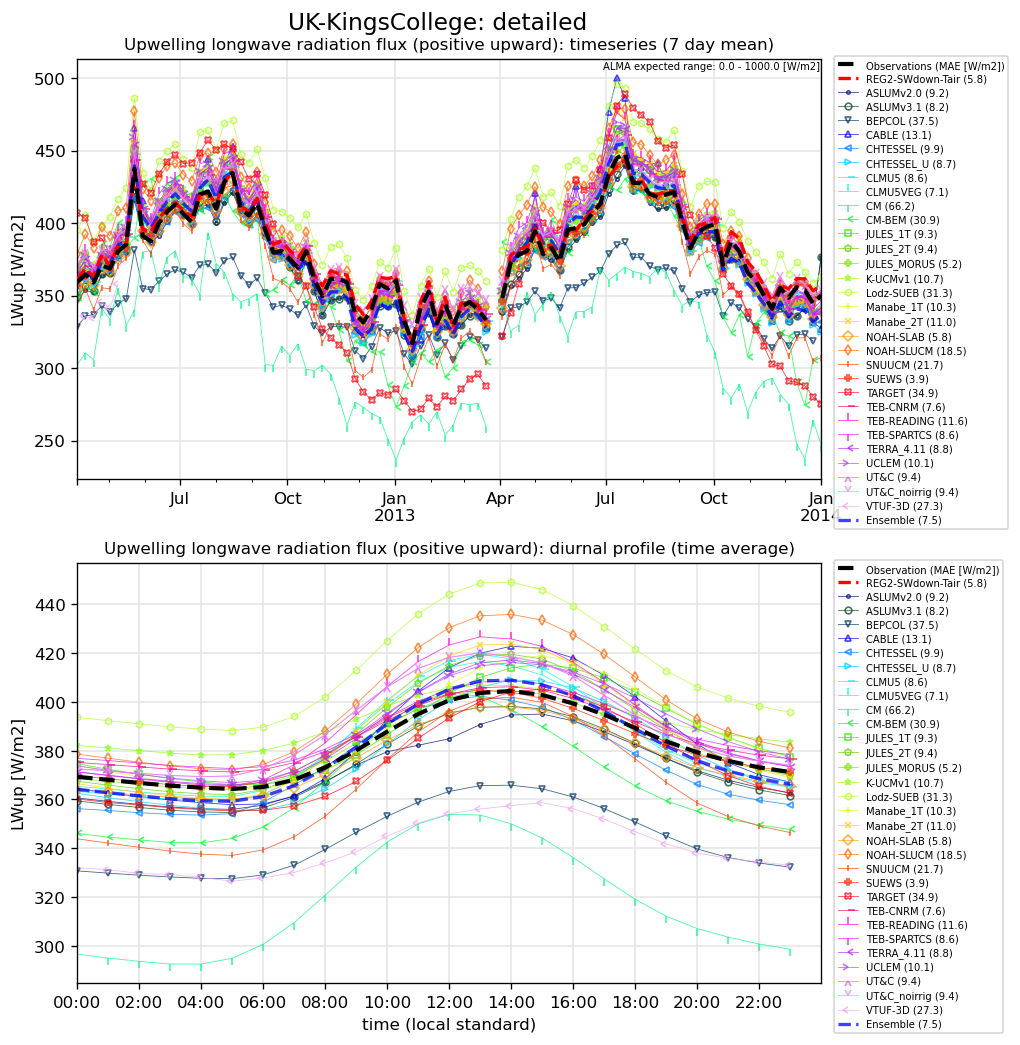 UK-KingsCollege: detailed
Upwelling longwave radiation flux (positive upward): timeseries (7 day mean)
ALMA expected range: 0.0 - 1000.0 [W/m2]
LWup [W/m2]
500
450
400
350
300
250
Jul
Oct
Jan
2013
Apr
Jul
Oct
Jan
2014
Observations (MAE [W/m2])
REG2-SWdown-Tair (5.8)
ASLUMv2.0 (9.2)
ASLUMv3.1 (8.2)
BEPCOL (37.5)
CABLE (13.1)
CHTESSEL (9.9)
CHTESSEL_U (8.7)
CLMU5 (8.6)
CLMU5VEG (7.1)
CM (66.2)
CM-BEM (30.9)
JULES_1T (9.3)
JULES_2T (9.4)
JULES_MORUS (5.2)
K-UCMv1 (10.7)
Lodz-SUEB (31.3)
Manabe_1T (10.3)
Manabe_2T (11.0)
NOAH-SLAB (5.8)
NOAH-SLUCM (18.5)
SNUUCM (21.7)
SUEWS (3.9)
TARGET (34.9)
TEB-CNRM (7.6)
TEB-READING (11.6)
TEB-SPARTCS (8.6)
TERRA_4.11 (8.8)
UCLEM (10.1)
UT&C (9.4)
UT&C_noirrig (9.4)
VTUF-3D (27.3)
Ensemble (7.5)
Upwelling longwave radiation flux (positive upward): diurnal profile (time average)
LWup [W/m2]
440
420
400
380
360
340
320
300
00:00
02:00
04:00
06:00
08:00
10:00
12:00
14:00
16:00
18:00
20:00
22:00
time (local standard)
Observation (MAE [W/m2])
REG2-SWdown-Tair (5.8)
ASLUMv2.0 (9.2)
ASLUMv3.1 (8.2)
BEPCOL (37.5)
CABLE (13.1)
CHTESSEL (9.9)
CHTESSEL_U (8.7)
CLMU5 (8.6)
CLMU5VEG (7.1)
CM (66.2)
CM-BEM (30.9)
JULES_1T (9.3)
JULES_2T (9.4)
JULES_MORUS (5.2)
K-UCMv1 (10.7)
Lodz-SUEB (31.3)
Manabe_1T (10.3)
Manabe_2T (11.0)
NOAH-SLAB (5.8)
NOAH-SLUCM (18.5)
SNUUCM (21.7)
SUEWS (3.9)
TARGET (34.9)
TEB-CNRM (7.6)
TEB-READING (11.6)
TEB-SPARTCS (8.6)
TERRA_4.11 (8.8)
UCLEM (10.1)
UT&C (9.4)
UT&C_noirrig (9.4)
VTUF-3D (27.3)
Ensemble (7.5)